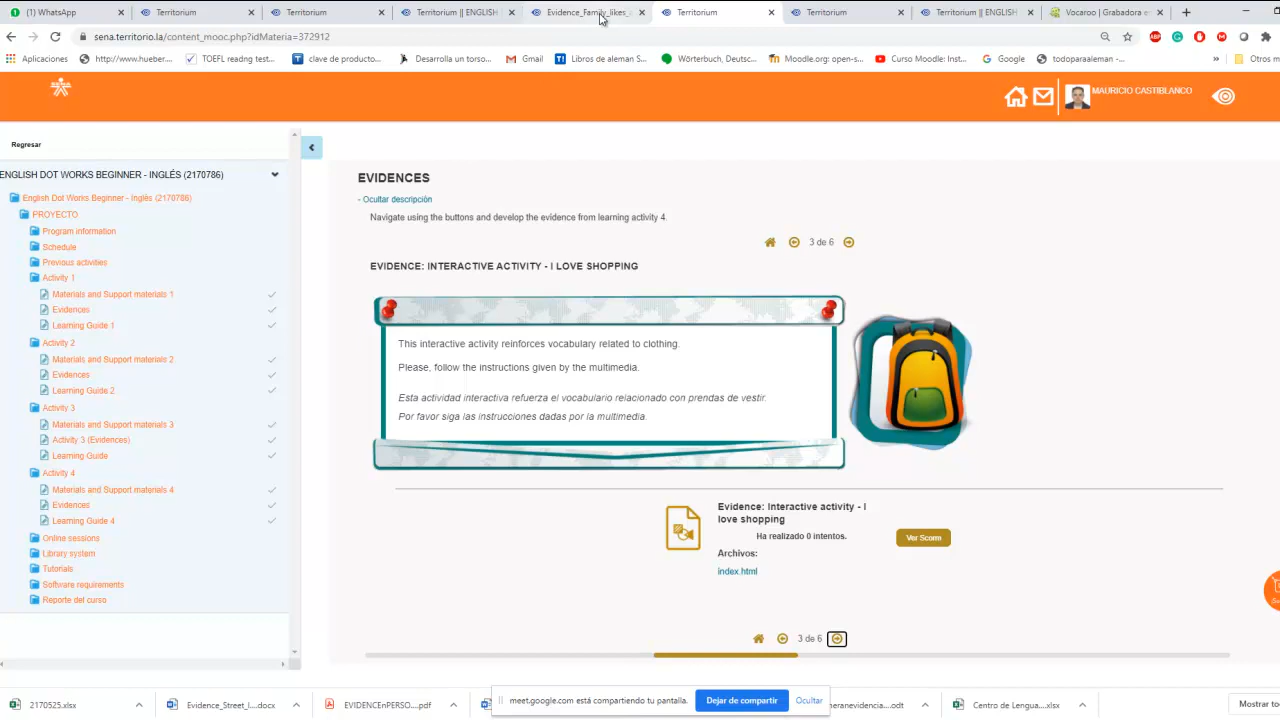 (1) WhatsApp
Territorium
Territorium
Territorium || ENGLISH
Evidence_Family_likes_a
Territorium
Territorium
Territorium || ENGLISH
Vocaroo | Grabadora e
sena.territorio.la/content_mooc.php?idMateria=372912
Aplicaciones
http://www.hueber...
TOEFL readng test...
clave de producto...
Desarrolla un torso...
Gmail
Libros de aleman S...
Wörterbuch, Deutsc...
Moodle.org: open-s...
Curso Moodle: Inst...
Google
todoparaaleman -...
»
Otros m
MAURICIO CASTIBLANCO
Regresar
ENGLISH DOT WORKS BEGINNER - INGLÉS (2170786)
English Dot Works Beginner - Inglés (2170786)
PROYECTO
Program information
Schedule
Previous activities
Activity 1
Materials and Support materials 1
Evidences
Learning Guide 1
Activity 2
Materials and Support materials 2
Evidences
Learning Guide 2
Activity 3
Materials and Support materials 3
Activity 3 (Evidences)
Learning Guide
Activity 4
Materials and Support materials 4
Evidences
Learning Guide 4
Online sessions
Library system
Tutorials
Software requirements
Reporte del curso
EVIDENCES
- Ocultar descripción
Navigate using the buttons and develop the evidence from learning activity 4.
3 de 6
EVIDENCE: INTERACTIVE ACTIVITY - I LOVE SHOPPING
This interactive activity reinforces vocabulary related to clothing.
Please, follow the instructions given by the multimedia.
Esta actividad interactiva refuerza el vocabulario relacionado con prendas de vestir.
Por favor siga las instrucciones dadas por la multimedia.
Evidence: Interactive activity - I
love shopping
Ha realizado 0 intentos.
Ver Scorm
Archivos:
index.html
3 de 6
2170525.xlsx
Evidence_Street_l....docx
EVIDENCEnPERSO....pdf
meet.google.com está compartiendo tu pantalla.
Dejar de compartir
Ocultar
neranevidencia....odt
Centro de Lengua....xlsx
Mostrar to